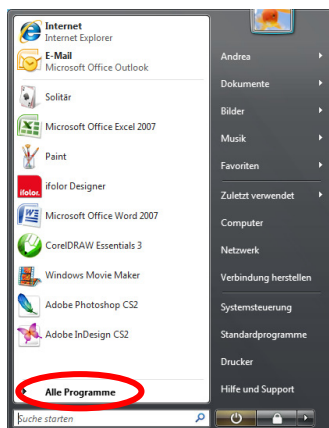 Internet
Internet Explorer
E-Mail
Microsoft Office Outlook
Solitär
Microsoft Office Excel 2007
Paint
ifolor.
ifolor Designer
Microsoft Office Word 2007
CorelDRAW Essentials 3
Windows Movie Maker
Adobe Photoshop CS2
Adobe InDesign CS2
Alle Programme
Suche starten
Andrea
Dokumente
Bilder
Musik
Favoriten
Zuletzt verwendet
Computer
Netzwerk
Verbindung herstellen
Systemsteuerung
Standardprogramme
Drucker
Hilfe und Support